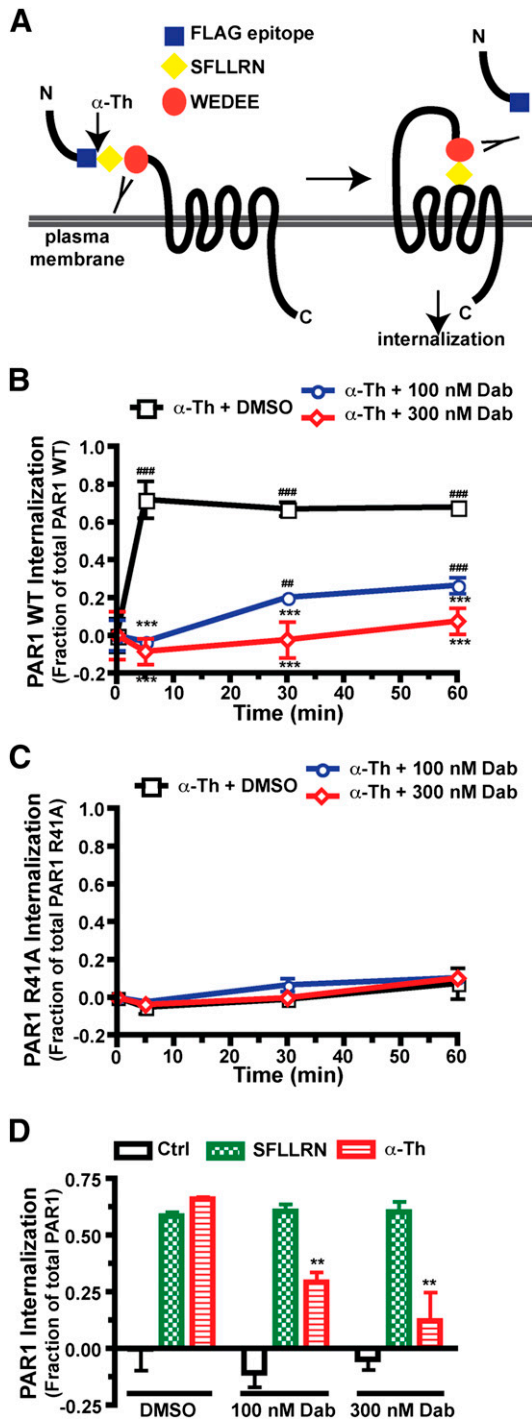 A
FLAG epitope
SFLLRN
WEDEE
N
α-Th
N
plasma
membrane
C
C
internalization
B
α-Th + DMSO
α-Th + 100 nM Dab
α-Th + 300 nM Dab
PAR1 WT Internalization
(Fraction of total PAR1 WT)
1.0
0.8
0.6
0.4
0.2
0.0
-0.2
###
###
###
***
##
***
***
###
***
***
***
0
10
20
30
40
50
60
Time (min)
C
α-Th + DMSO
α-Th + 100 nM Dab
α-Th + 300 nM Dab
PAR1 R41A Internalization
(Fraction of total PAR1 R41A)
1.0
0.8
0.6
0.4
0.2
0.0
-0.2
0
10
20
30
40
50
60
Time (min)
D
Ctrl
SFLLRN
α-Th
PAR1 Internalization
(Fraction of total PAR1)
0.75
0.50
0.25
0.00
-0.25
**
**
DMSO
100 nM Dab
300 nM Dab